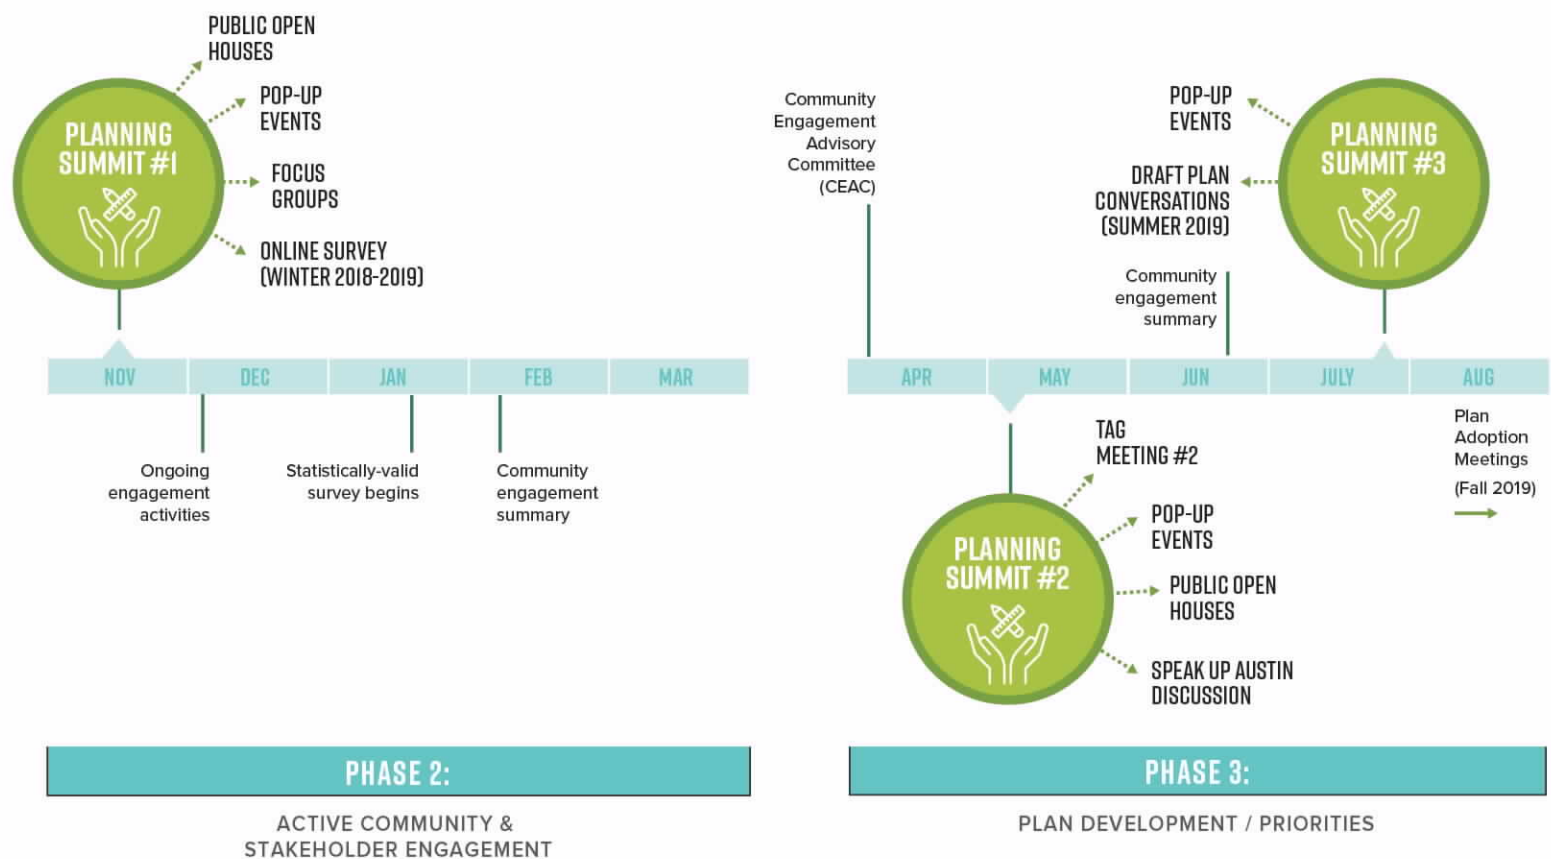 PUBLIC OPEN
HOUSES
PLANNING
SUMMIT #1
POP-UP
EVENTS
FOCUS
GROUPS
ONLINE SURVEY
(WINTER 2018-2019)
NOV
DEC
JAN
FEB
MAR
Ongoing
engagement
activities
Statistically-valid
survey begins
Community
engagement
summary
PHASE 2:
ACTIVE COMMUNITY &
STAKEHOLDER ENGAGEMENT
Community
Engagement
Advisory
Committee
(CEAC)
POP-UP
EVENTS
DRAFT PLAN
CONVERSATIONS
(SUMMER 2019)
PLANNING
SUMMIT #3
Community
engagement
summary
APR
MAY
JUN
JULY
AUG
TAG
MEETING #2
PLANNING
SUMMIT #2
POP-UP
EVENTS
PUBLIC OPEN
HOUSES
SPEAK UP AUSTIN
DISCUSSION
Plan
Adoption
Meetings
(Fall 2019)
PHASE 3:
PLAN DEVELOPMENT / PRIORITIES